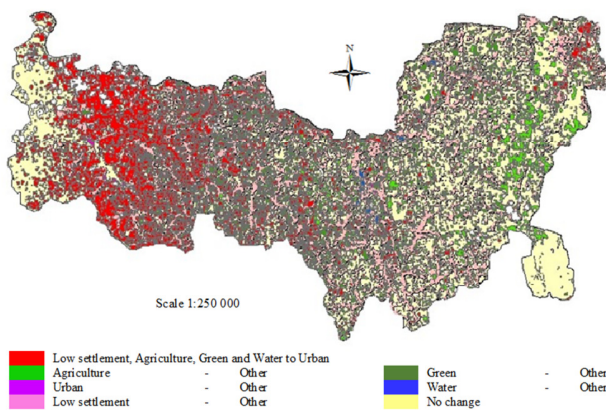 N
Scale 1:250 000
Low settlement, Agriculture, Green and Water to Urban
Agriculture - Other
Green - Other
Urban - Other
Water - Other
Low settlement - Other
No change